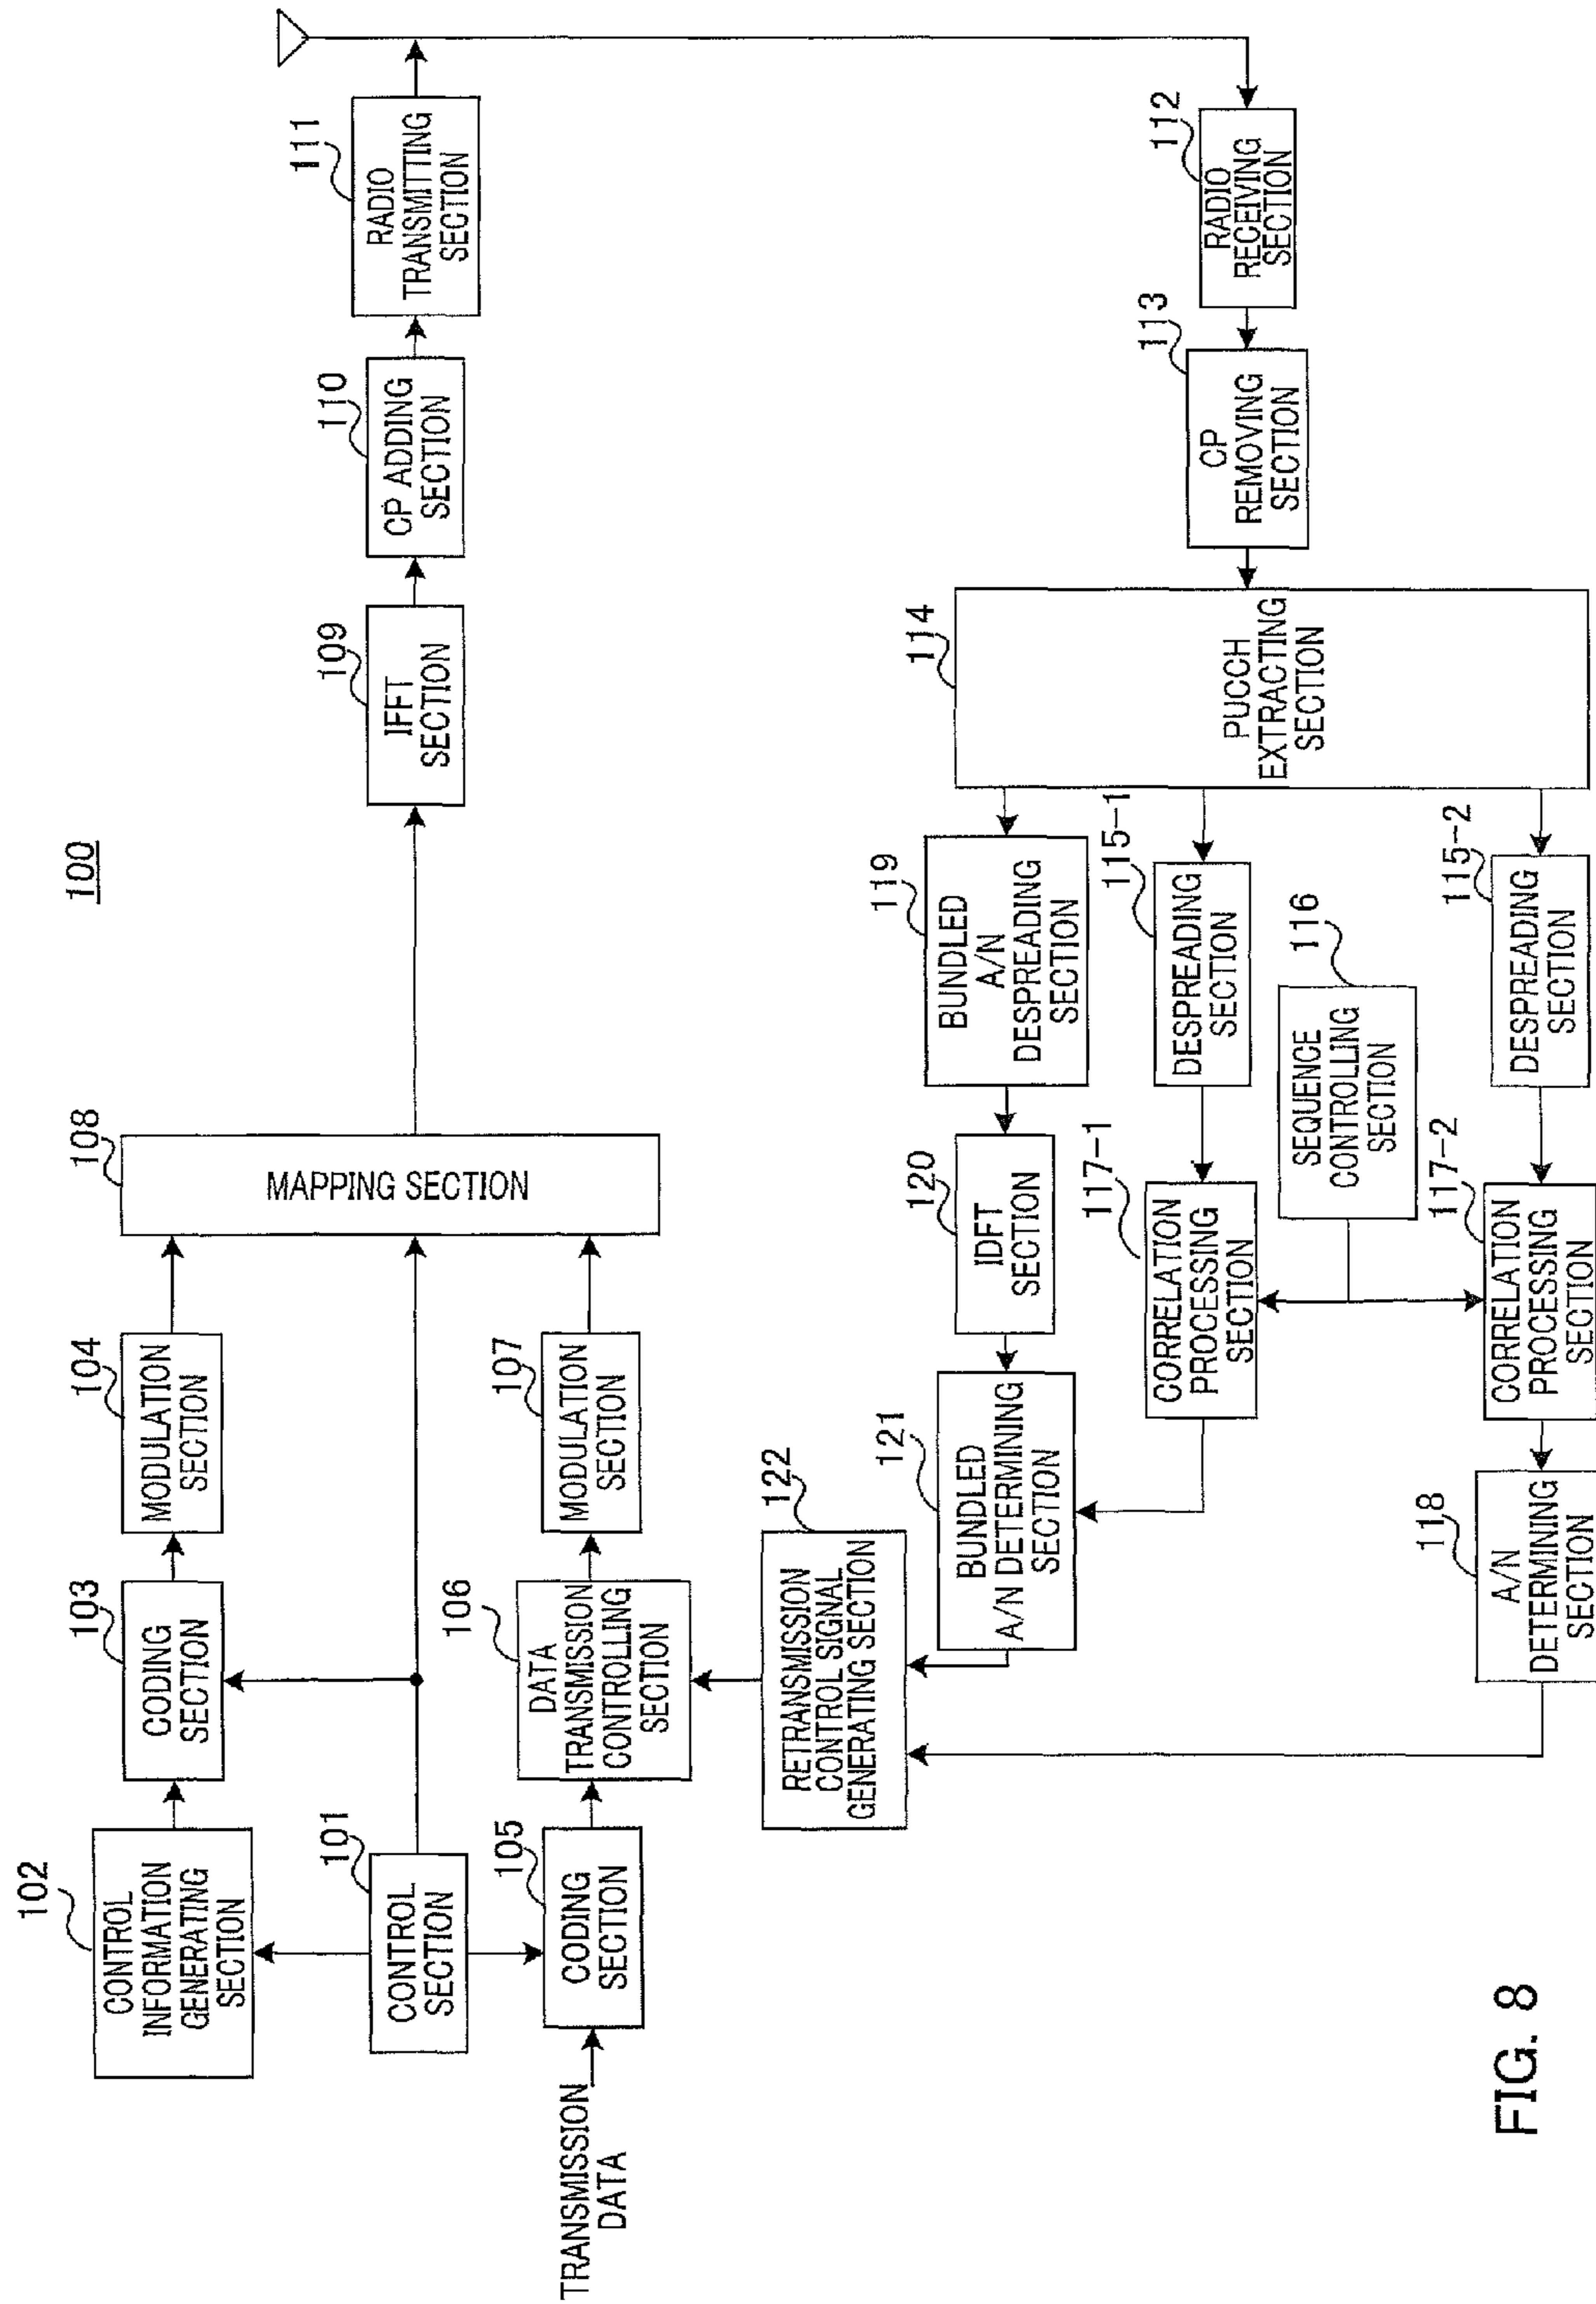 100
102
CONTROL
INFORMATION
GENERATING
SECTION
103
CODING
SECTION
104
MODULATION
SECTION
108
MAPPING SECTION
109
IFFT
SECTION
110
CP ADDING
SECTION
111
RADIO
TRANSMITTING
SECTION
101
CONTROL
SECTION
TRANSMISSION
DATA
105
CODING
SECTION
106
DATA
TRANSMISSION
CONTROLLING
SECTION
107
MODULATION
SECTION
122
RETRANSMISSION
CONTROL SIGNAL
GENERATING SECTION
121
BUNDLED
A/N DETERMINING
SECTION
120
IDFT
SECTION
119
BUNDLED
A/N
DESPREADING
SECTION
114
PUCCH
EXTRACTING
SECTION
113
CP
REMOVING
SECTION
112
RADIO
RECEIVING
SECTION
117-1
CORRELATION
PROCESSING
SECTION
115-1
DESPREADING
SECTION
116
SEQUENCE
CONTROLLING
SECTION
118
A/N
DETERMINING
SECTION
117-2
CORRELATION
PROCESSING
SECTION
115-2
DESPREADING
SECTION
FIG. 8